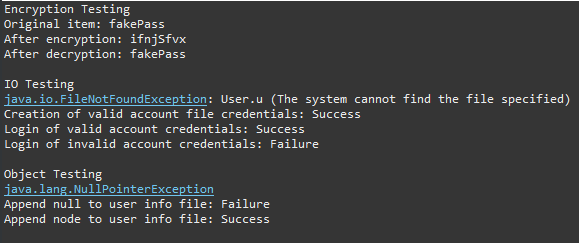 Encryption Testing
Original item: fakePass
After encryption: ifnjSfvx
After decryption: fakePass
IO Testing
java.io.FileNotFoundException: User.u (The system cannot find the file specified)
Creation of valid account file credentials: Success
Login of valid account credentials: Success
Login of invalid account credentials: Failure
Object Testing
java.lang.NullPointerException
Append null to user info file: Failure
Append node to user info file: Success